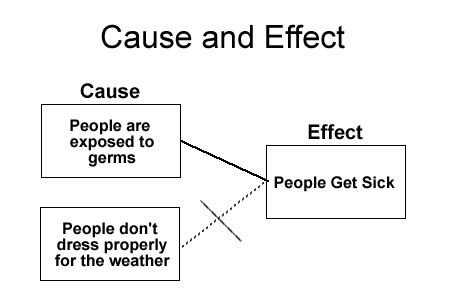 Cause and Effect
Cause
People are
exposed to
germs
Effect
People Get Sick
People don't
dress properly
for the weather